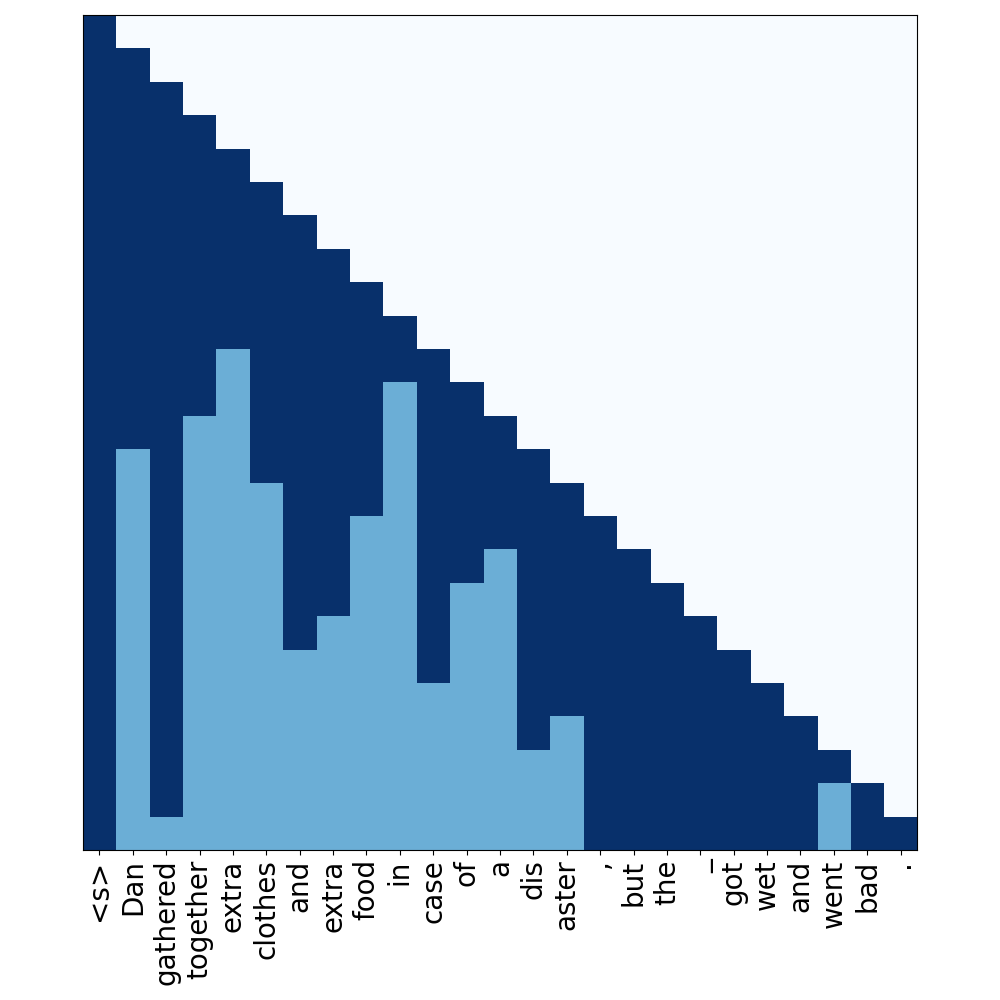 <s> Dan gathered together extra clothes and extra food in case of a dis aster , but the _ got wet and went bad .